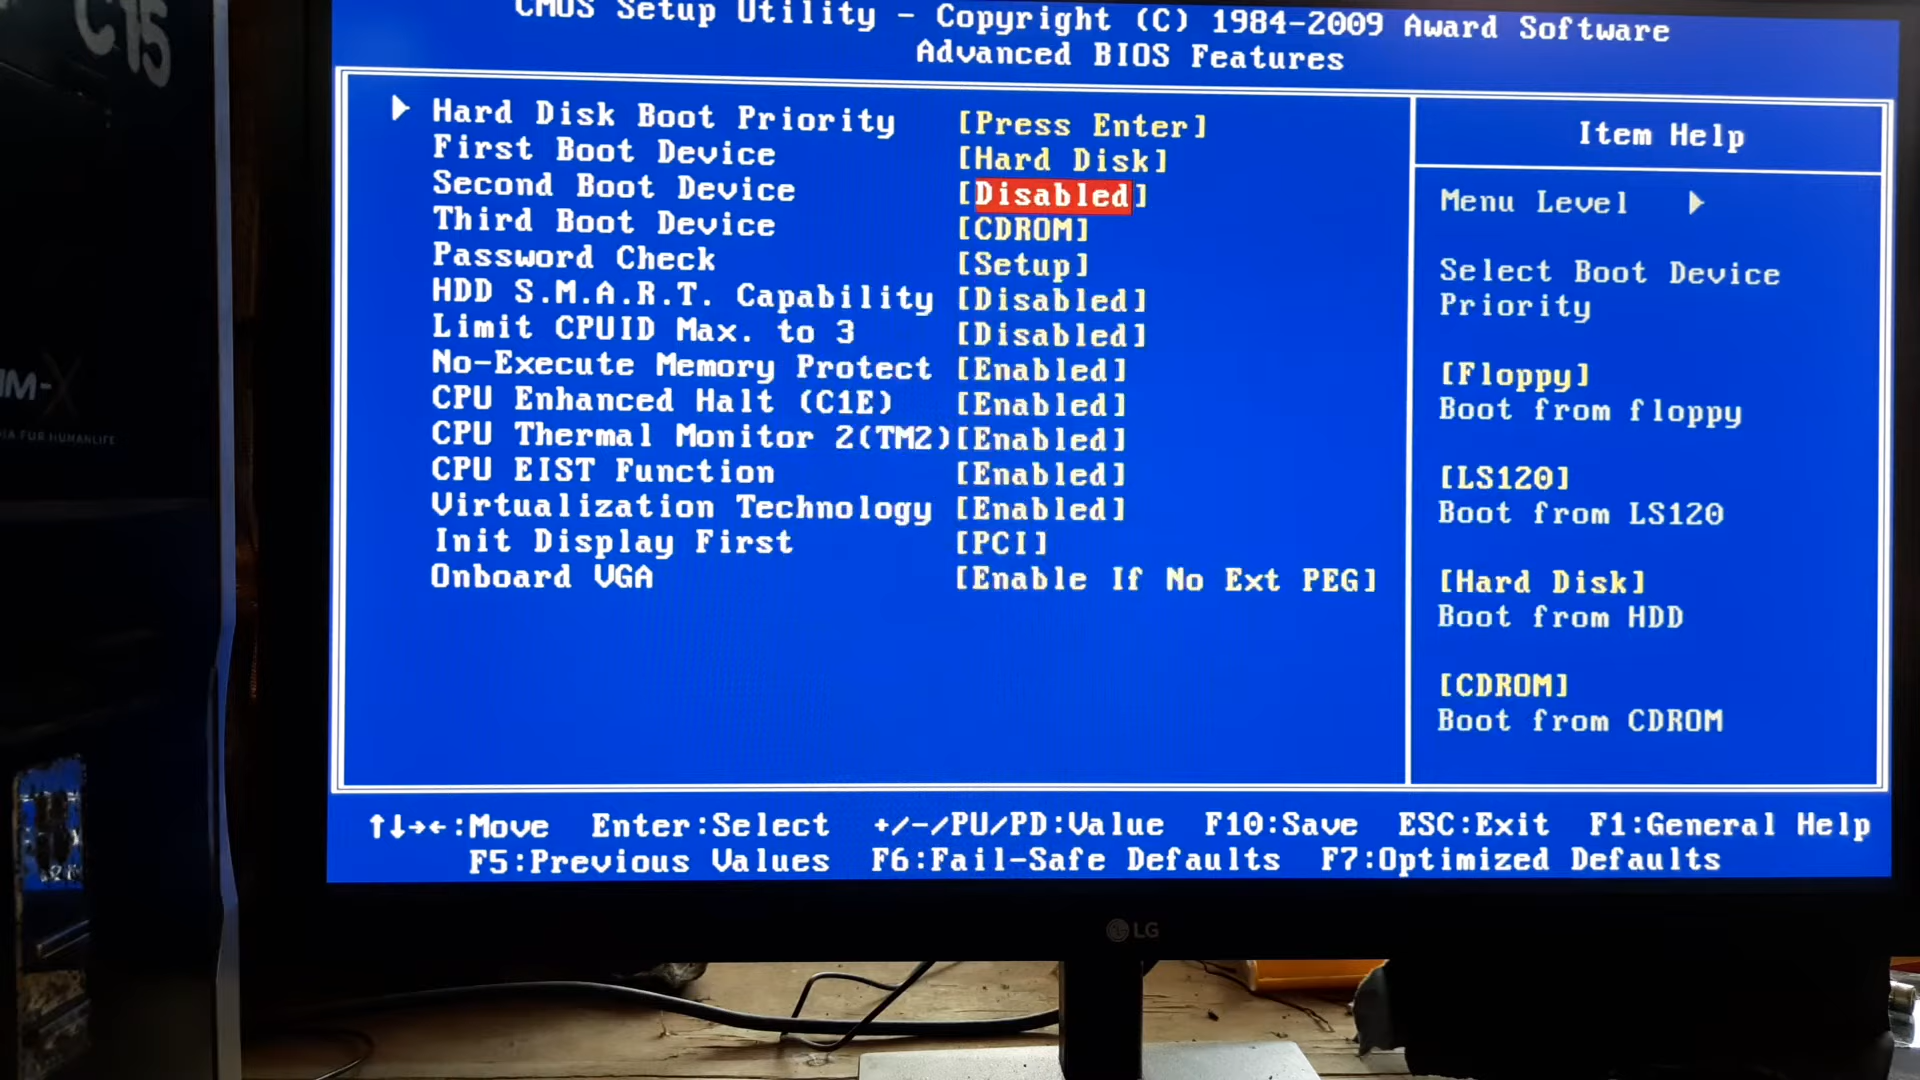 CMOS Setup Utility - Copyright (C) 1984-2009 Award Software
Advanced BIOS Features
Hard Disk Boot Priority [Press Enter]
First Boot Device [Hard Disk]
Second Boot Device [Disabled]
Third Boot Device [CDROM]
Password Check [Setup]
HDD S.M.A.R.T. Capability [Disabled]
Limit CPUID Max. to 3 [Disabled]
No-Execute Memory Protect [Enabled]
CPU Enhanced Halt (C1E) [Enabled]
CPU Thermal Monitor 2(TM2) [Enabled]
CPU EIST Function [Enabled]
Virtualization Technology [Enabled]
Init Display First [PCI]
Onboard VGA [Enable If No Ext PEG]
Item Help
Menu Level
Select Boot Device
Priority
[Floppy]
Boot from floppy
[LS120]
Boot from LS120
[Hard Disk]
Boot from HDD
[CDROM]
Boot from CDROM
↑↓→←:Move Enter:Select +/-/PU/PD:Value F10:Save ESC:Exit F1:General Help
F5:Previous Values F6:Fail-Safe Defaults F7:Optimized Defaults
LG
C15